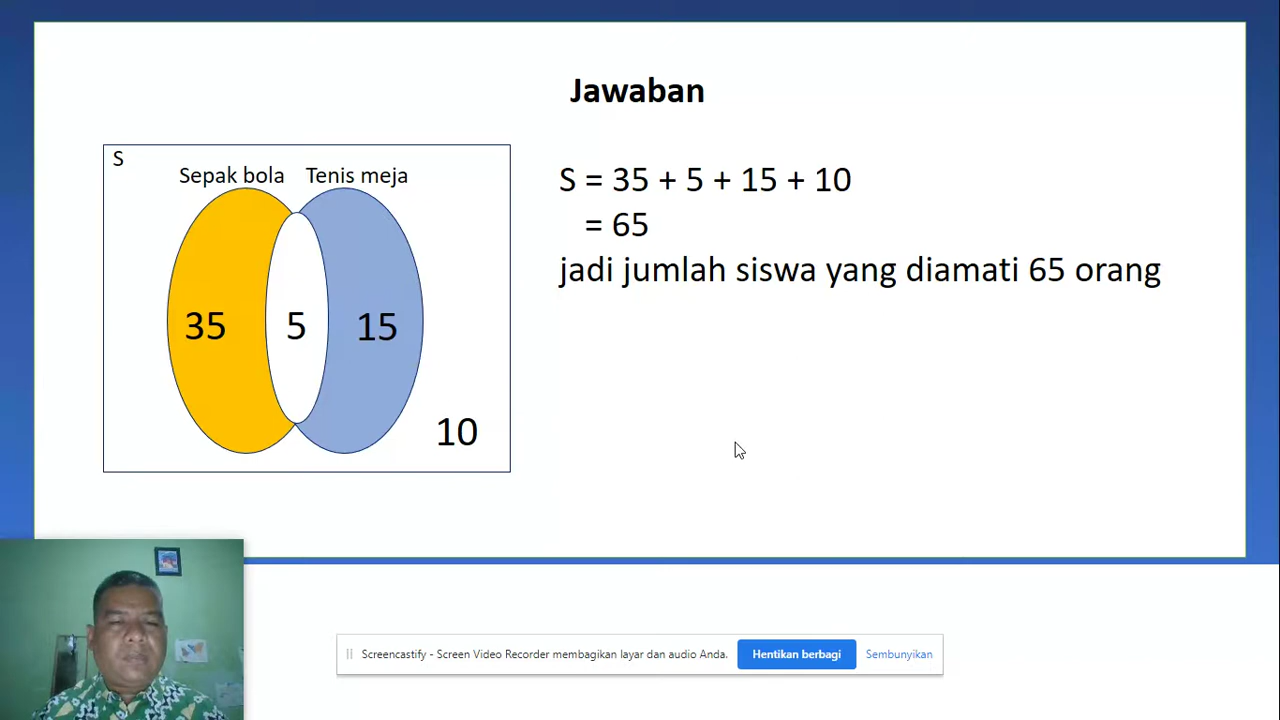 Jawaban
S
Sepak bola Tenis meja
35 5 15
10
S = 35 + 5 + 15 + 10
= 65
jadi jumlah siswa yang diamati 65 orang
Screencastify - Screen Video Recorder membagikan layar dan audio Anda. Hentikan berbagi Sembunyikan